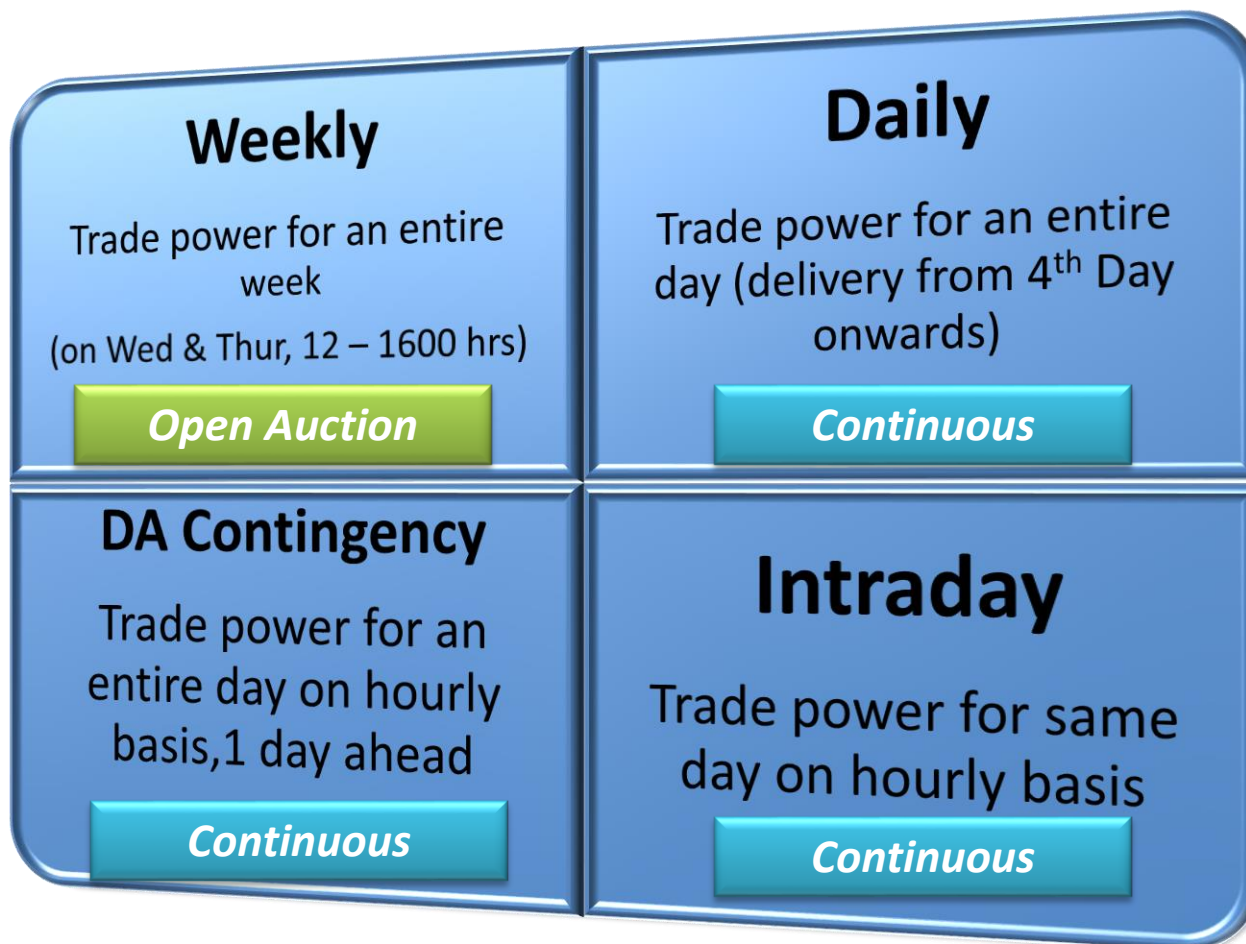 Weekly
Trade power for an entire
week
(on Wed & Thur, 12 – 1600 hrs)
Open Auction
Daily
Trade power for an entire
day (delivery from 4th Day
onwards)
Continuous
DA Contingency
Trade power for an
entire day on hourly
basis,1 day ahead
Continuous
Intraday
Trade power for same
day on hourly basis
Continuous